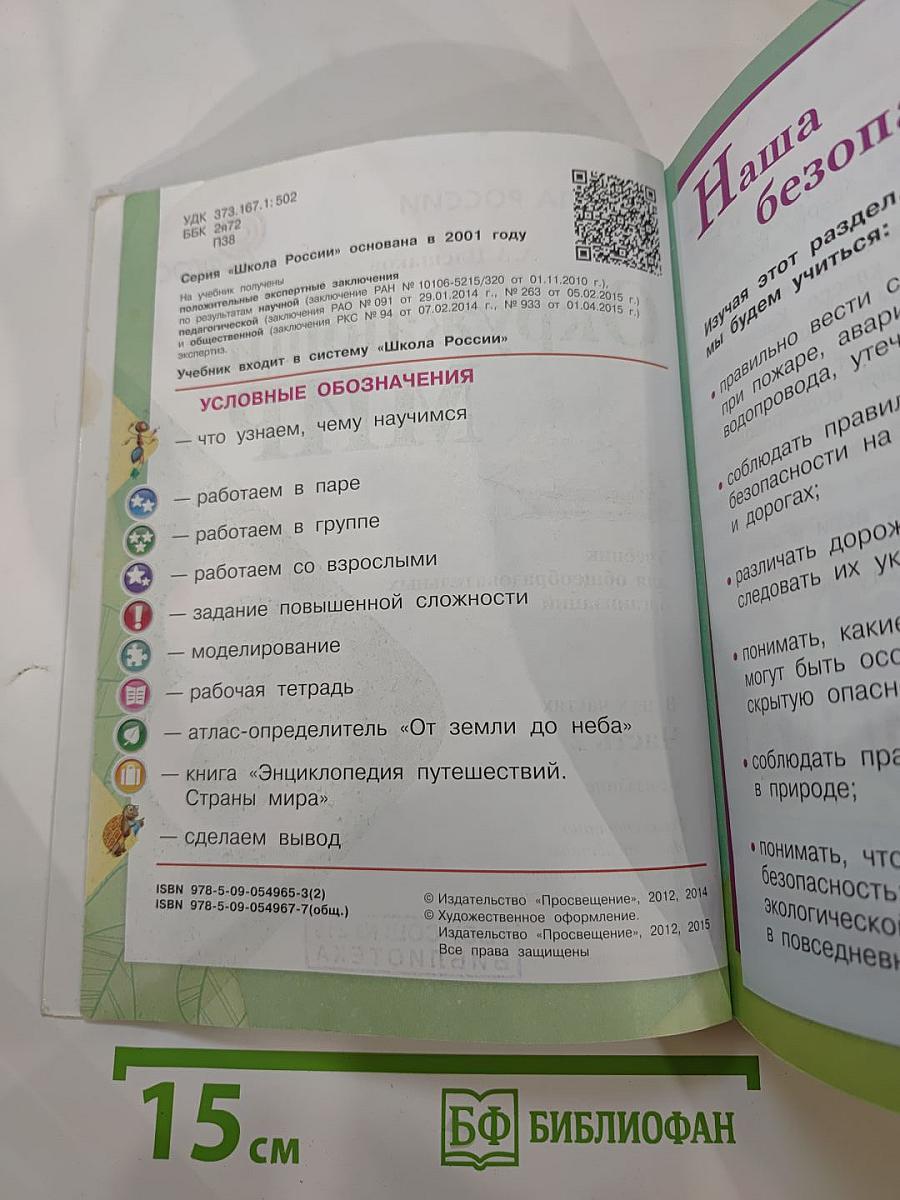 УДК 373.167.1:502
ББК 2я72
П38
Серия «Школа России» основана в 2001 году
На учебник получены
положительные экспертные заключения
по результатам научной (заключение РАН № 10106-5215/320 от 01.11.2010 г.),
педагогической (заключения РАО № 091 от 29.01.2014 г., № 263 от 05.02.2015 г.)
и общественной (заключения РКС № 94 от 07.02.2014 г., № 933 от 01.04.2015 г.)
экспертиз.
Учебник входит в систему «Школа России»
УСЛОВНЫЕ ОБОЗНАЧЕНИЯ
— что узнаем, чему научимся
— работаем в паре
— работаем в группе
— работаем со взрослыми
— задание повышенной сложности
— моделирование
— рабочая тетрадь
— атлас-определитель «От земли до неба»
— книга «Энциклопедия путешествий.
Страны мира»
— сделаем вывод
ISBN 978-5-09-054965-3(2)
ISBN 978-5-09-054967-7(общ.)
© Издательство «Просвещение», 2012, 2014
© Художественное оформление.
Издательство «Просвещение», 2012, 2015
Все права защищены
Наша
безопа
Изучая этот раздел,
мы будем учиться:
• правильно вести с
при пожаре, авари
водопровода, утеч
• соблюдать правил
безопасности на
и дорогах;
• различать дорож
следовать их ук
• понимать, какие
могут быть осо
скрытую опасн
• соблюдать пра
в природе;
• понимать, что
безопасность
экологической
в повседневн
15 см
БФ БИБЛИОФАН